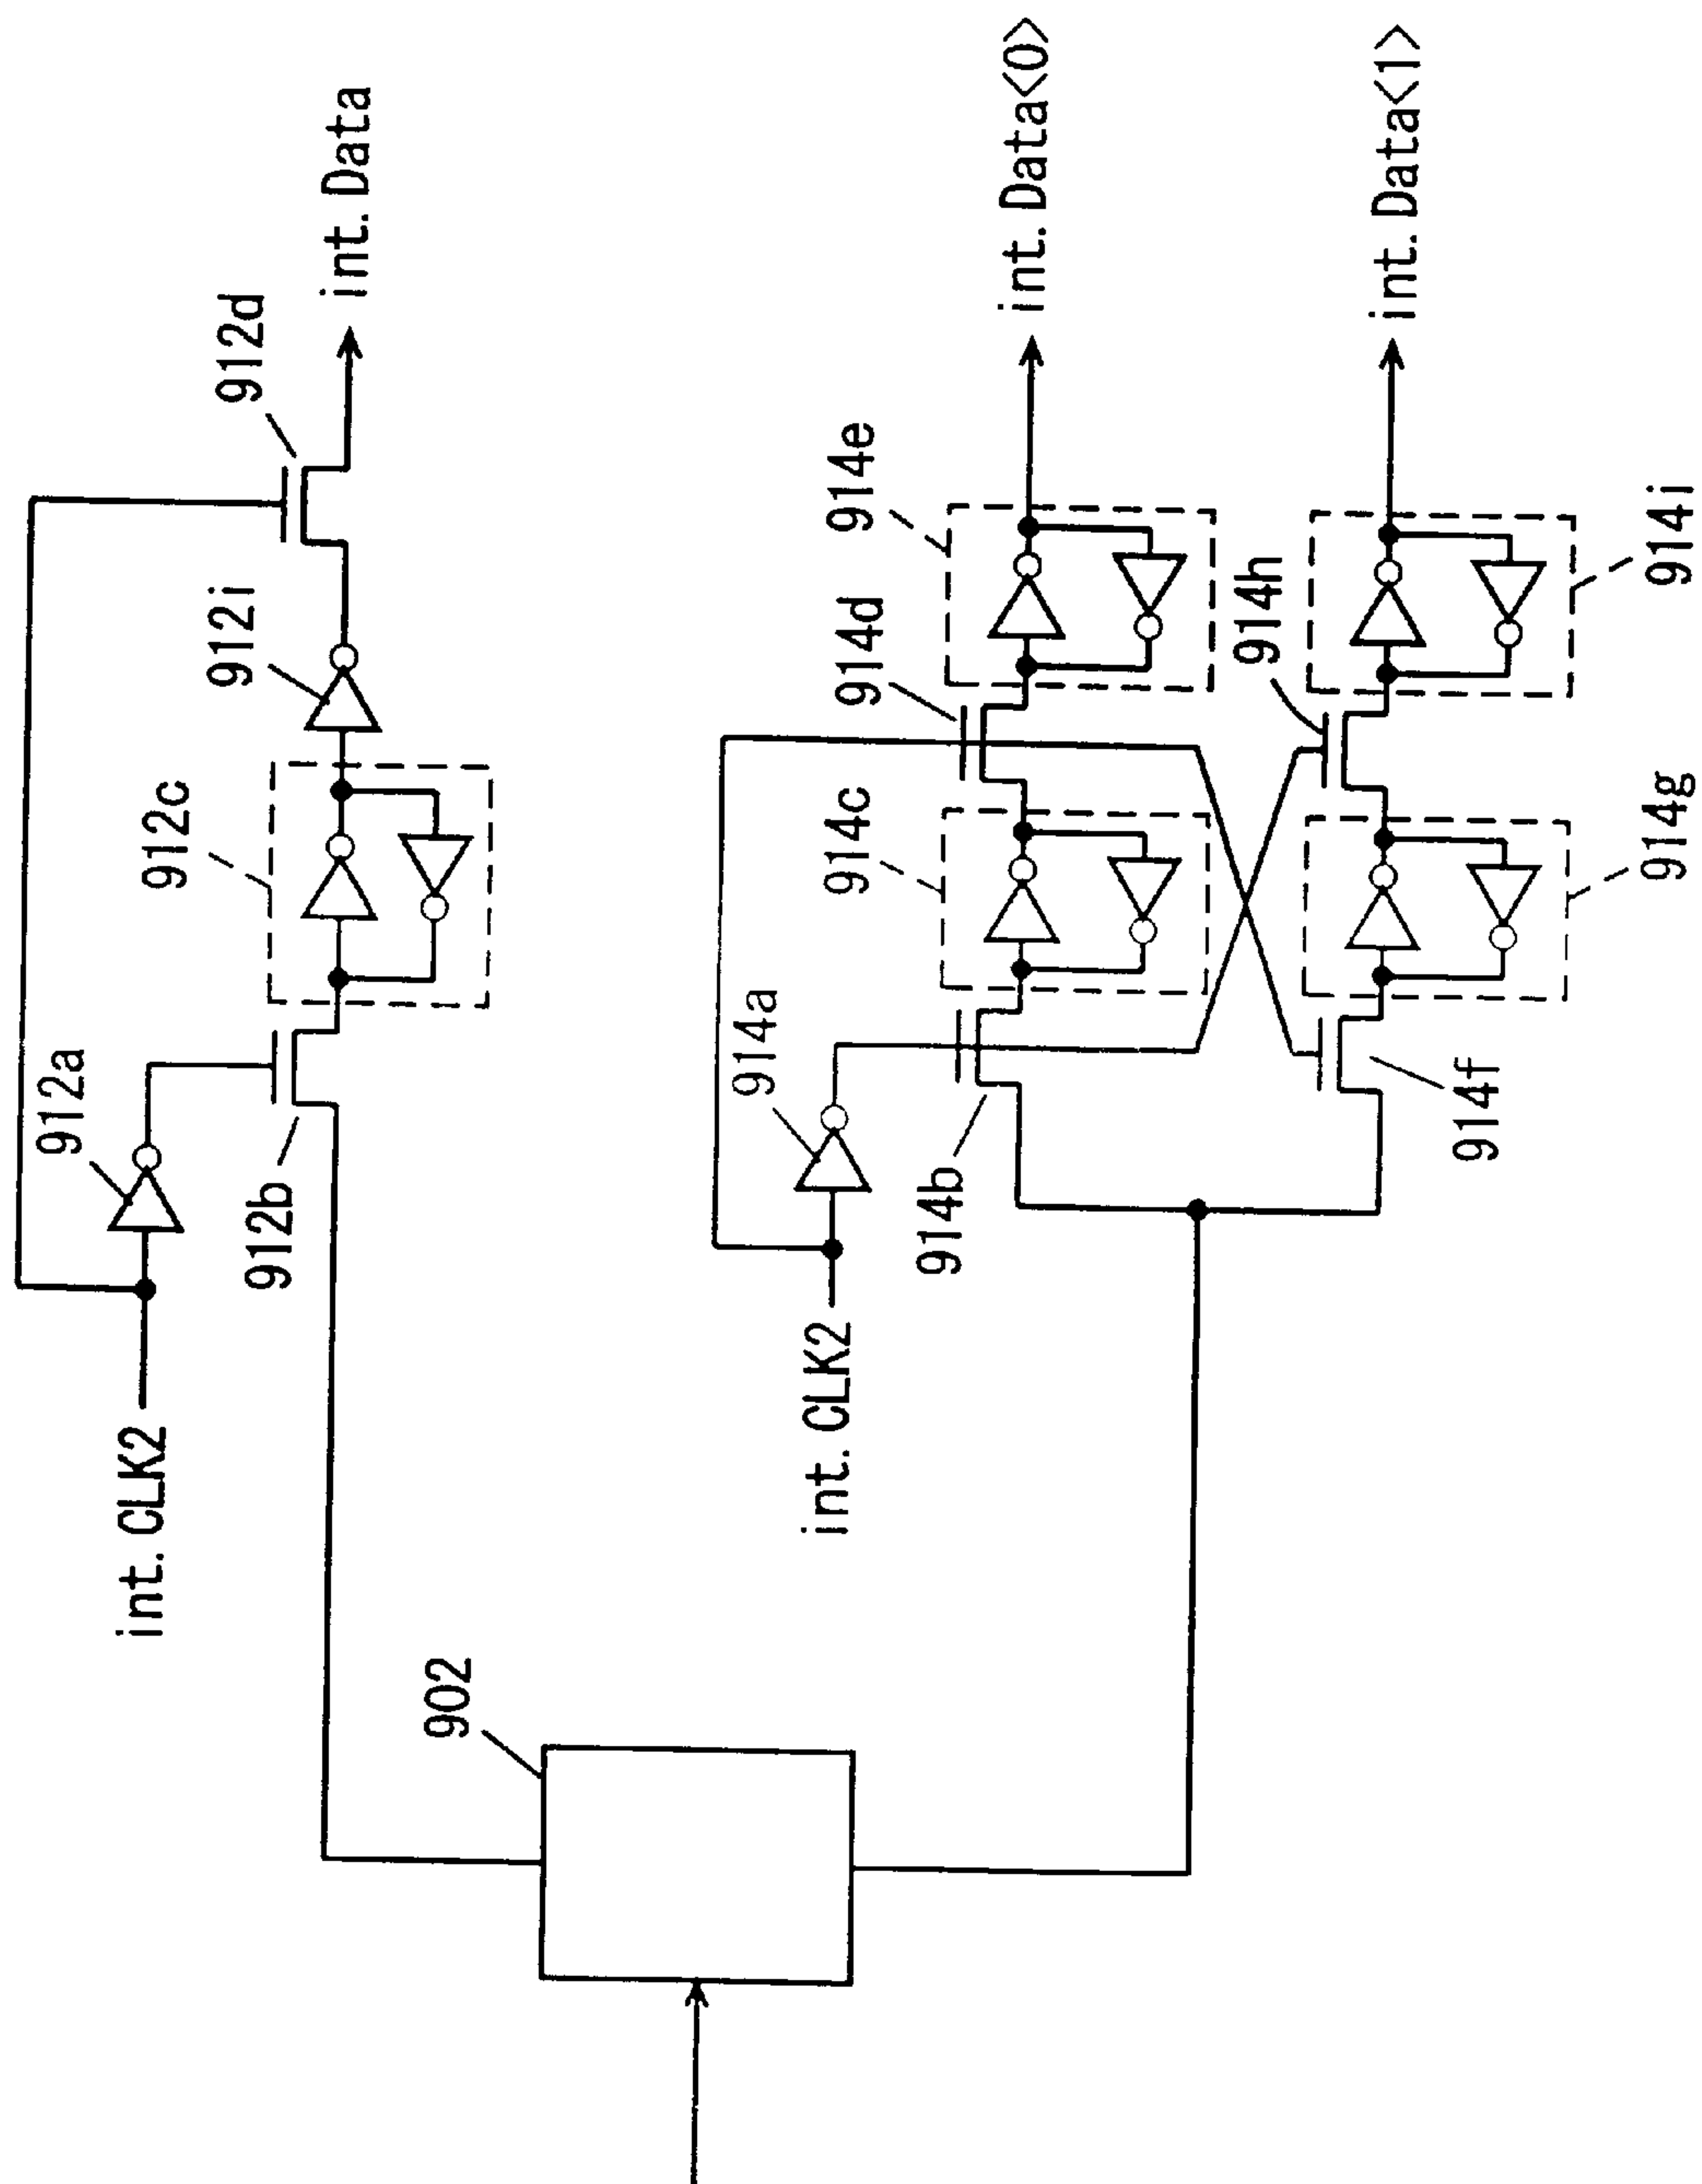 int. CLK2
912a
912b
912c
912i
912d
int. Data
902
int. CLK2
914a
914b
914c
914d
914e
int. Data<0>
914f
914g
914h
914i
int. Data<1>